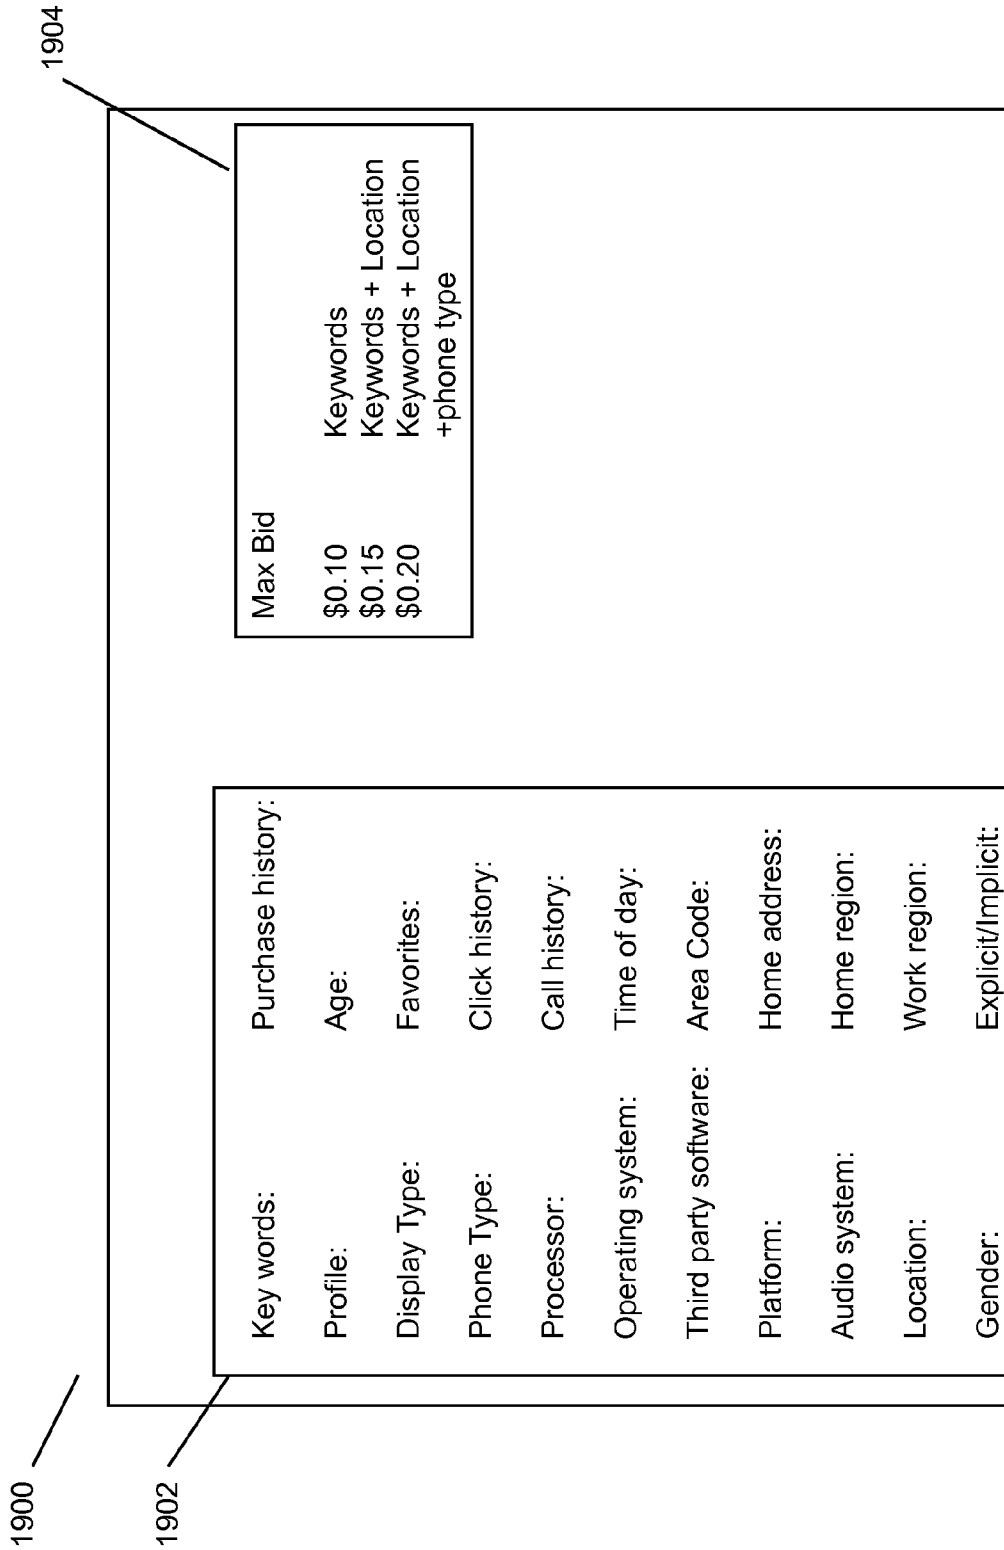 1900
1902
Key words:
Purchase history:
Profile:
Age:
Display Type:
Favorites:
Phone Type:
Click history:
Processor:
Call history:
Operating system:
Time of day:
Third party software:
Area Code:
Platform:
Home address:
Audio system:
Home region:
Location:
Work region:
Gender:
Explicit/Implicit:
1904
Max Bid
$0.10 Keywords
$0.15 Keywords + Location
$0.20 Keywords + Location
+phone type